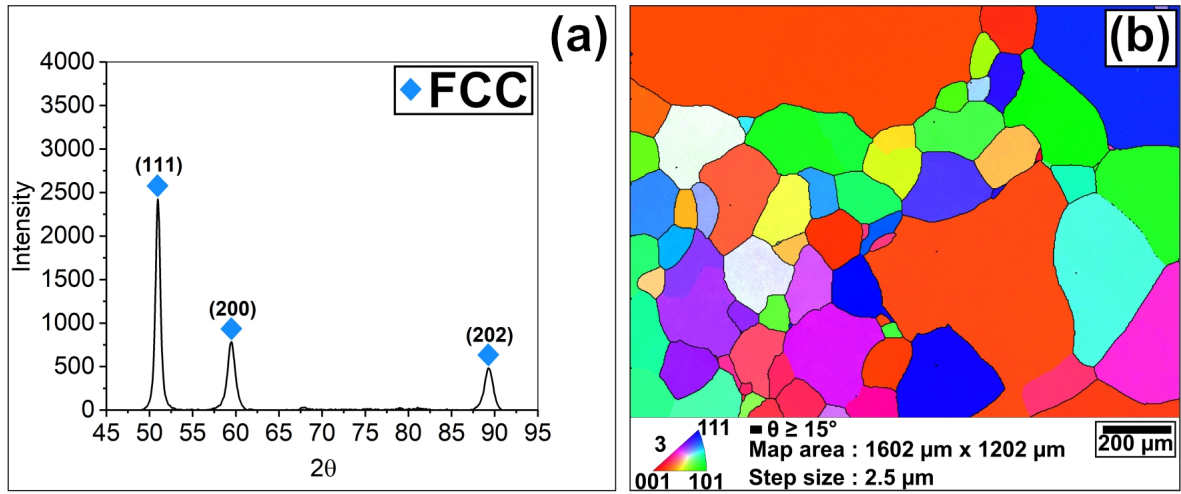 (a)
4000
3500
3000
2500
2000
1500
1000
500
0
Intensity
FCC
(111)
(200)
(202)
45 50 55 60 65 70 75 80 85 90 95
2θ
(b)
111
3
001 101
θ ≥ 15°
Map area : 1602 µm x 1202 µm
Step size : 2.5 µm
200 µm